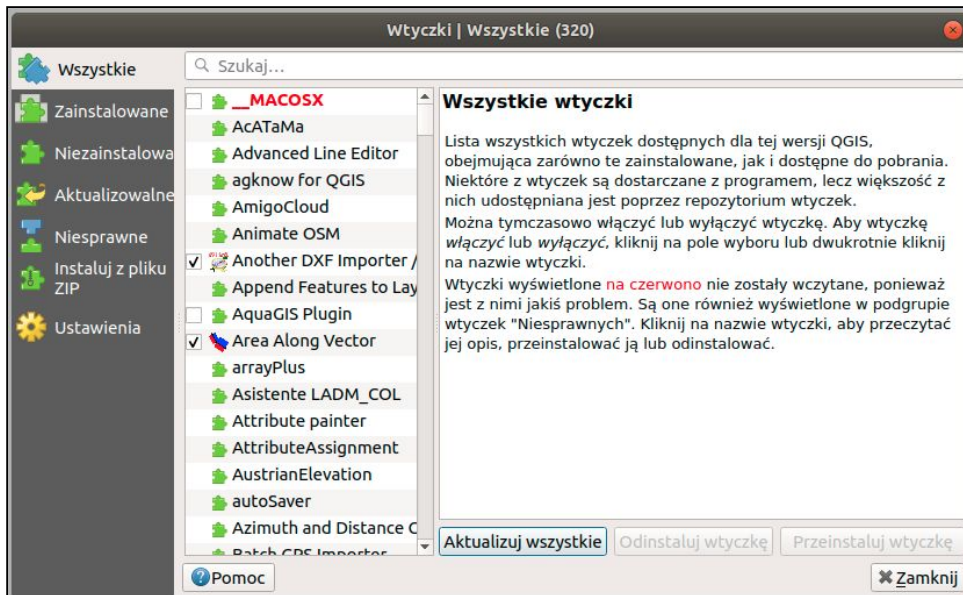 Wtyczki | Wszystkie (320)
Wszystkie
Zainstalowane
Niezainstalowa
Aktualizowalne
Niesprawne
Instaluj z pliku
ZIP
Ustawienia
Szukaj...
__MACOSX
AcATaMa
Advanced Line Editor
agknow for QGIS
AmigoCloud
Animate OSM
Another DXF Importer /
Append Features to Lay
AquaGIS Plugin
Area Along Vector
arrayPlus
Asistente LADM_COL
Attribute painter
AttributeAssignment
AustrianElevation
autoSaver
Azimuth and Distance C
Batch GPS Importer
Wszystkie wtyczki
Lista wszystkich wtyczek dostępnych dla tej wersji QGIS,
obejmująca zarówno te zainstalowane, jak i dostępne do pobrania.
Niektóre z wtyczek są dostarczane z programem, lecz większość z
nich udostępniana jest poprzez repozytorium wtyczek.
Można tymczasowo włączyć lub wyłączyć wtyczkę. Aby wtyczkę
włączyć lub wyłączyć, kliknij na pole wyboru lub dwukrotnie kliknij
na nazwie wtyczki.
Wtyczki wyświetlone na czerwono nie zostały wczytane, ponieważ
jest z nimi jakiś problem. Są one również wyświetlone w podgrupie
wtyczek "Niesprawnych". Kliknij na nazwie wtyczki, aby przeczytać
jej opis, przeinstalować ją lub odinstalować.
Aktualizuj wszystkie
Odinstaluj wtyczkę
Przeinstaluj wtyczkę
Pomoc
Zamknij